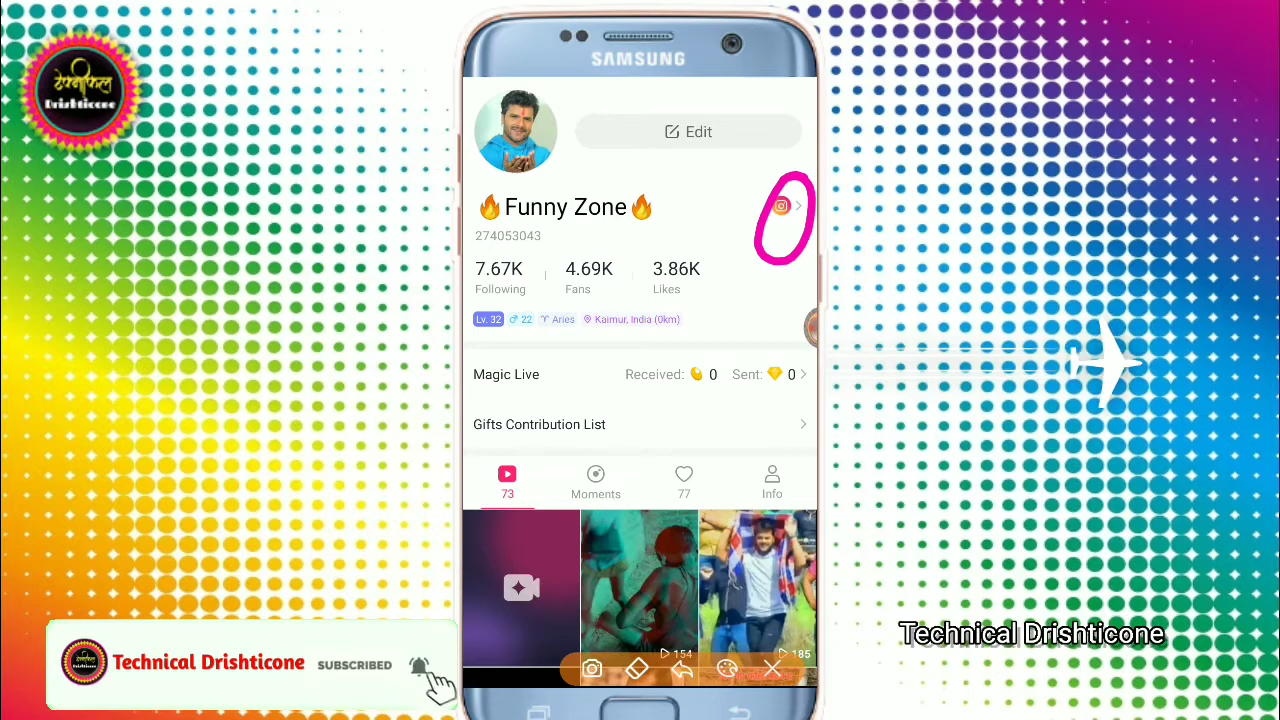 टेक्नीकल
Drishticone
SAMSUNG
Edit
🔥Funny Zone🔥
274053043
7.67K 4.69K 3.86K
Following Fans Likes
Lv. 32 ♂ 22 ♈ Aries Kaimur, India (0km)
Magic Live Received: 0 Sent: 0 >
Gifts Contribution List >
73 Moments 77 Info
154
185
Technical Drishticone
Technical Drishticone SUBSCRIBED